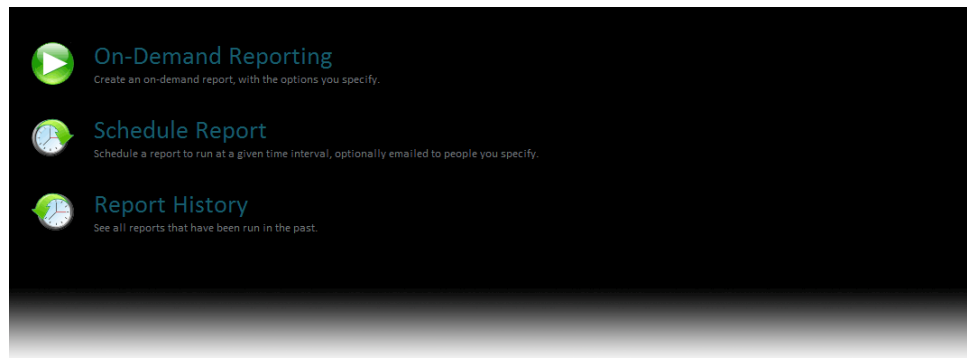 On-Demand Reporting
Create an on-demand report, with the options you specify.
Schedule Report
Schedule a report to run at a given time interval, optionally emailed to people you specify.
Report History
See all reports that have been run in the past.